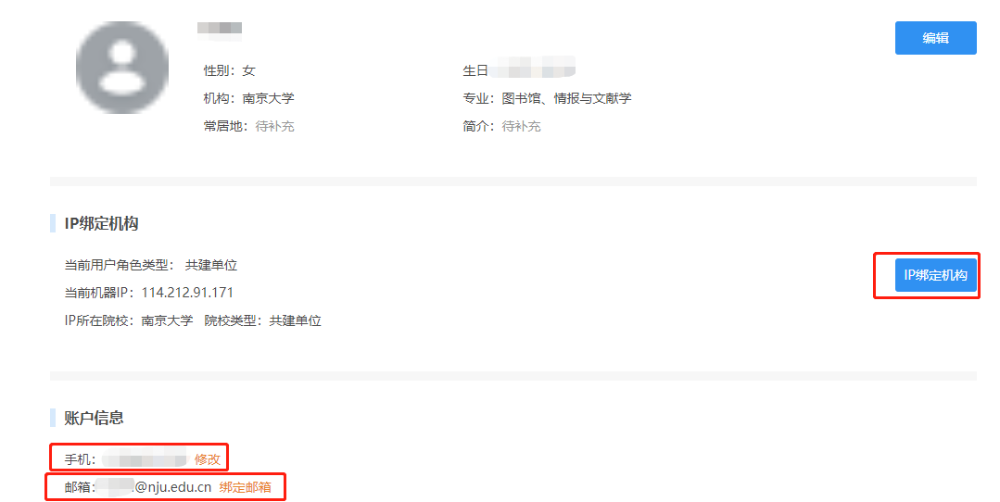 编辑
性别：女
生日
机构：南京大学
专业：图书馆、情报与文献学
常居地：待补充
简介：待补充
IP绑定机构
当前用户角色类型： 共建单位
IP绑定机构
当前机器IP：114.212.91.171
IP所在院校：南京大学 院校类型：共建单位
账户信息
手机： 修改
邮箱: @nju.edu.cn 绑定邮箱